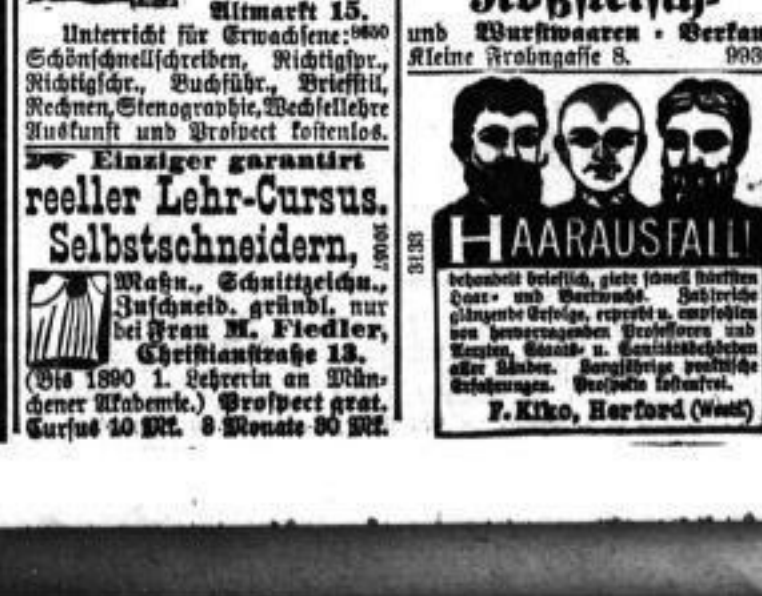 Altmarkt 15.
Unterricht für Erwachsene: 9650
Schönschnellschreiben, Richtigspr.,
Richtigschr., Buchführ., Briefstil,
Rechnen, Stenographie, Wechsellehre
Auskunft und Prospect kostenlos.
Einziger garantirt
reeller Lehr-Cursus.
Selbstschneidern,
Maßn., Schnittzeichn.,
Zuschneid. gründl. nur
bei Frau M. Fiedler,
Christianstraße 13.
(Bis 1890 1. Lehrerin an Mün-
chener Akademie.) Prospect grat.
Cursus 10 Mk. 3 Monate 30 Mk.
10067
und Wurstwaaren - Verkau
Kleine Frohngasse 8. 993
3133
HAARAUSFALL!
behandelt brieflich, giebt schnell stärksten
Haar- und Bartwuchs. Zahlreiche
glänzende Erfolge, erprobt u. empfohlen
von hervorragenden Professoren und
Aerzten, Staats- u. Sanitätsbehörden
aller Länder. Langjährige praktische
Erfahrungen. Prospekte kostenfrei.
F. Kiko, Herford (Westf)